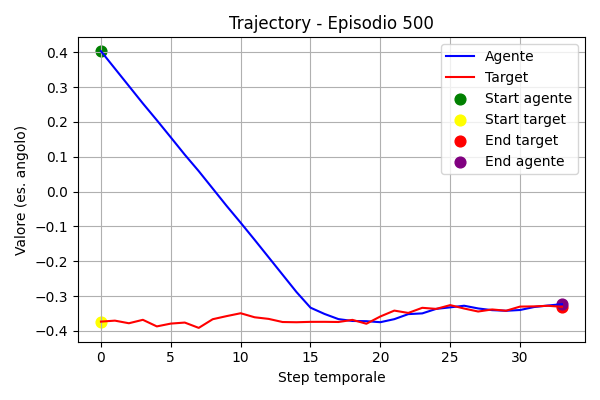 Trajectory - Episodio 500
Valore (es. angolo)
0.4
0.3
0.2
0.1
0.0
−0.1
−0.2
−0.3
−0.4
Agente
Target
Start agente
Start target
End target
End agente
0 5 10 15 20 25 30
Step temporale